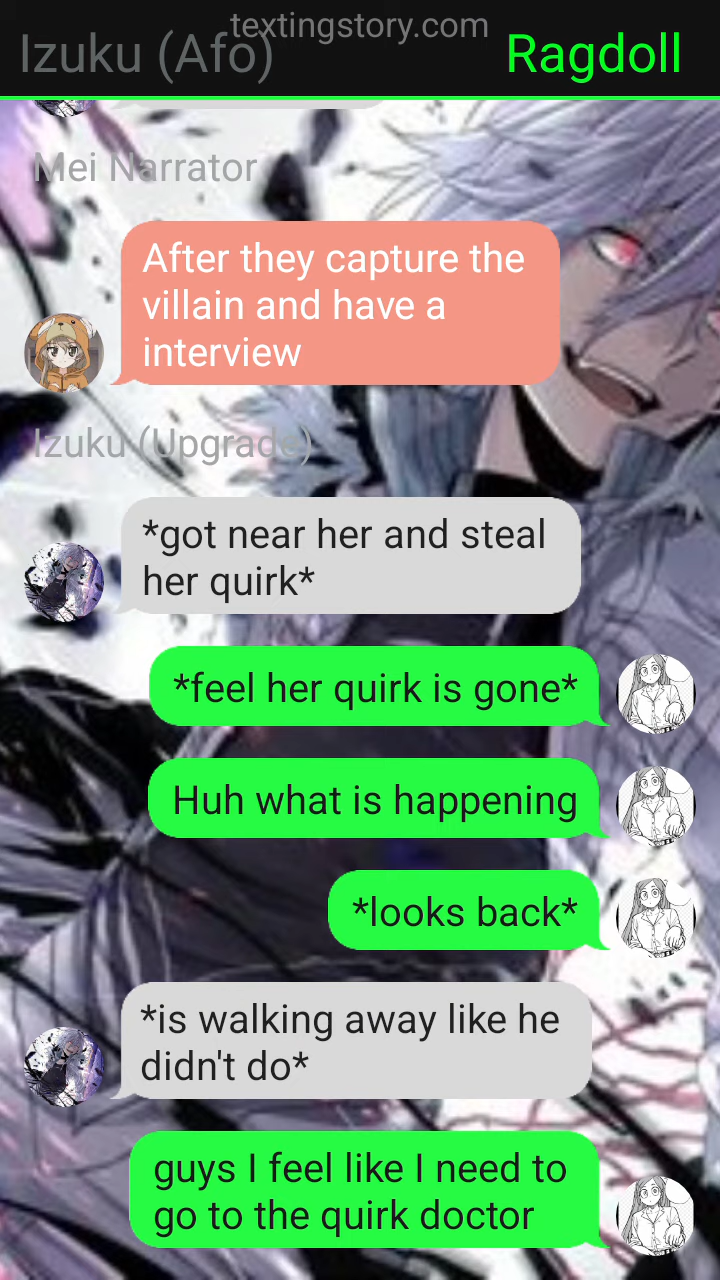 textingstory.com
Izuku (Afo)
Ragdoll
Mei Narrator
After they capture the
villain and have a
interview
Izuku (Upgrade)
*got near her and steal
her quirk*
*feel her quirk is gone*
Huh what is happening
*looks back*
*is walking away like he
didn't do*
guys I feel like I need to
go to the quirk doctor